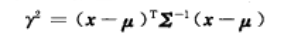 γ² = (x − μ)ᵀΣ⁻¹(x − μ)